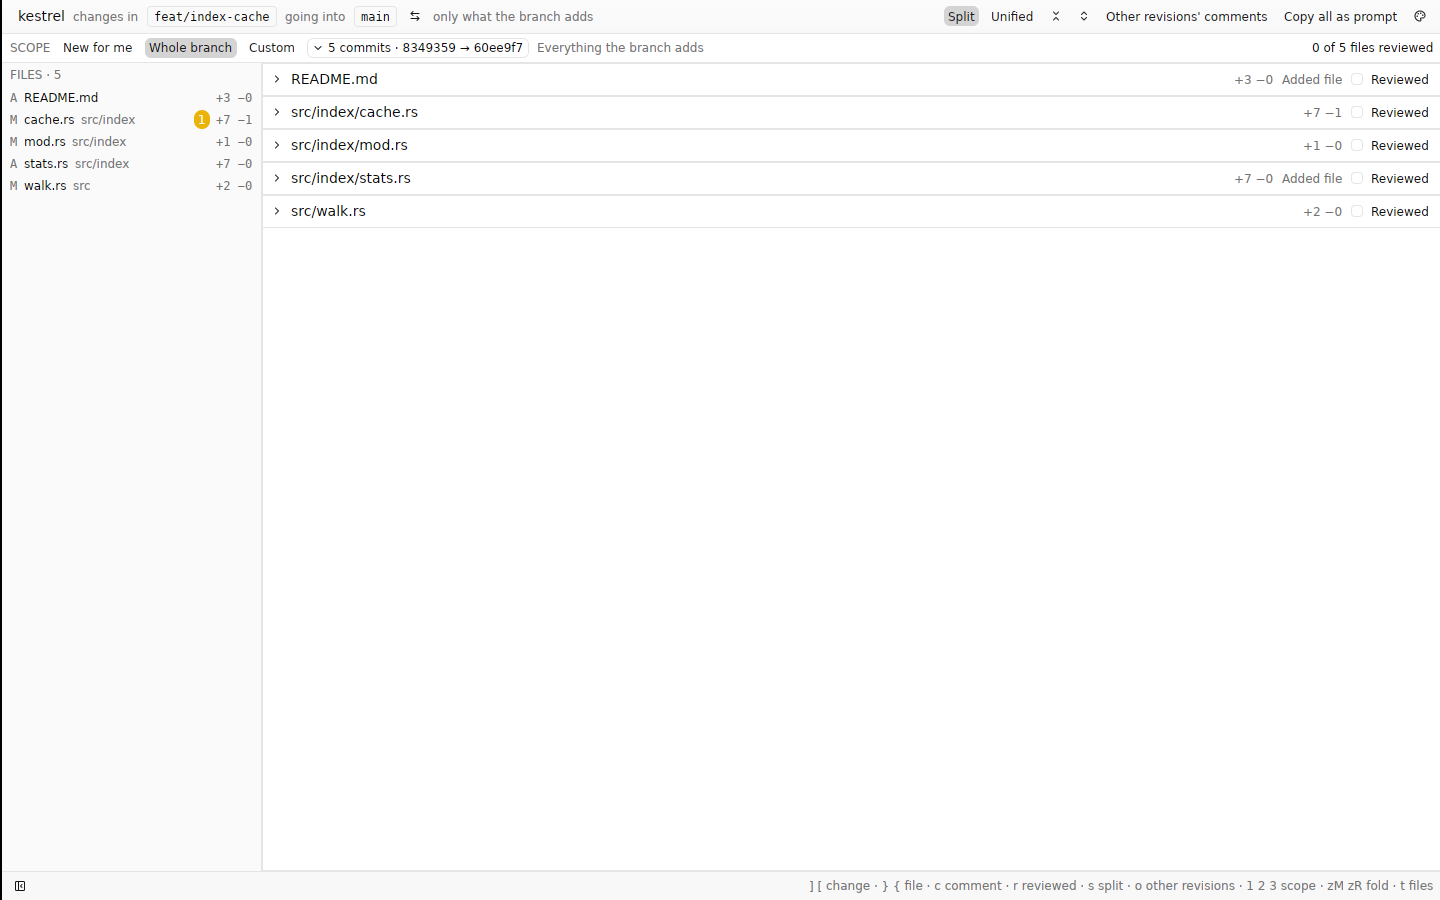 kestrel changes in feat/index-cache going into main ⇆ only what the branch adds Split Unified Other revisions' comments Copy all as prompt
SCOPE New for me Whole branch Custom 5 commits · 8349359 → 60ee9f7 Everything the branch adds 0 of 5 files reviewed
FILES · 5
A README.md +3 −0
M cache.rs src/index 1 +7 −1
M mod.rs src/index +1 −0
A stats.rs src/index +7 −0
M walk.rs src +2 −0
README.md +3 −0 Added file Reviewed
src/index/cache.rs +7 −1 Reviewed
src/index/mod.rs +1 −0 Reviewed
src/index/stats.rs +7 −0 Added file Reviewed
src/walk.rs +2 −0 Reviewed
] [ change · } { file · c comment · r reviewed · s split · o other revisions · 1 2 3 scope · zM zR fold · t files